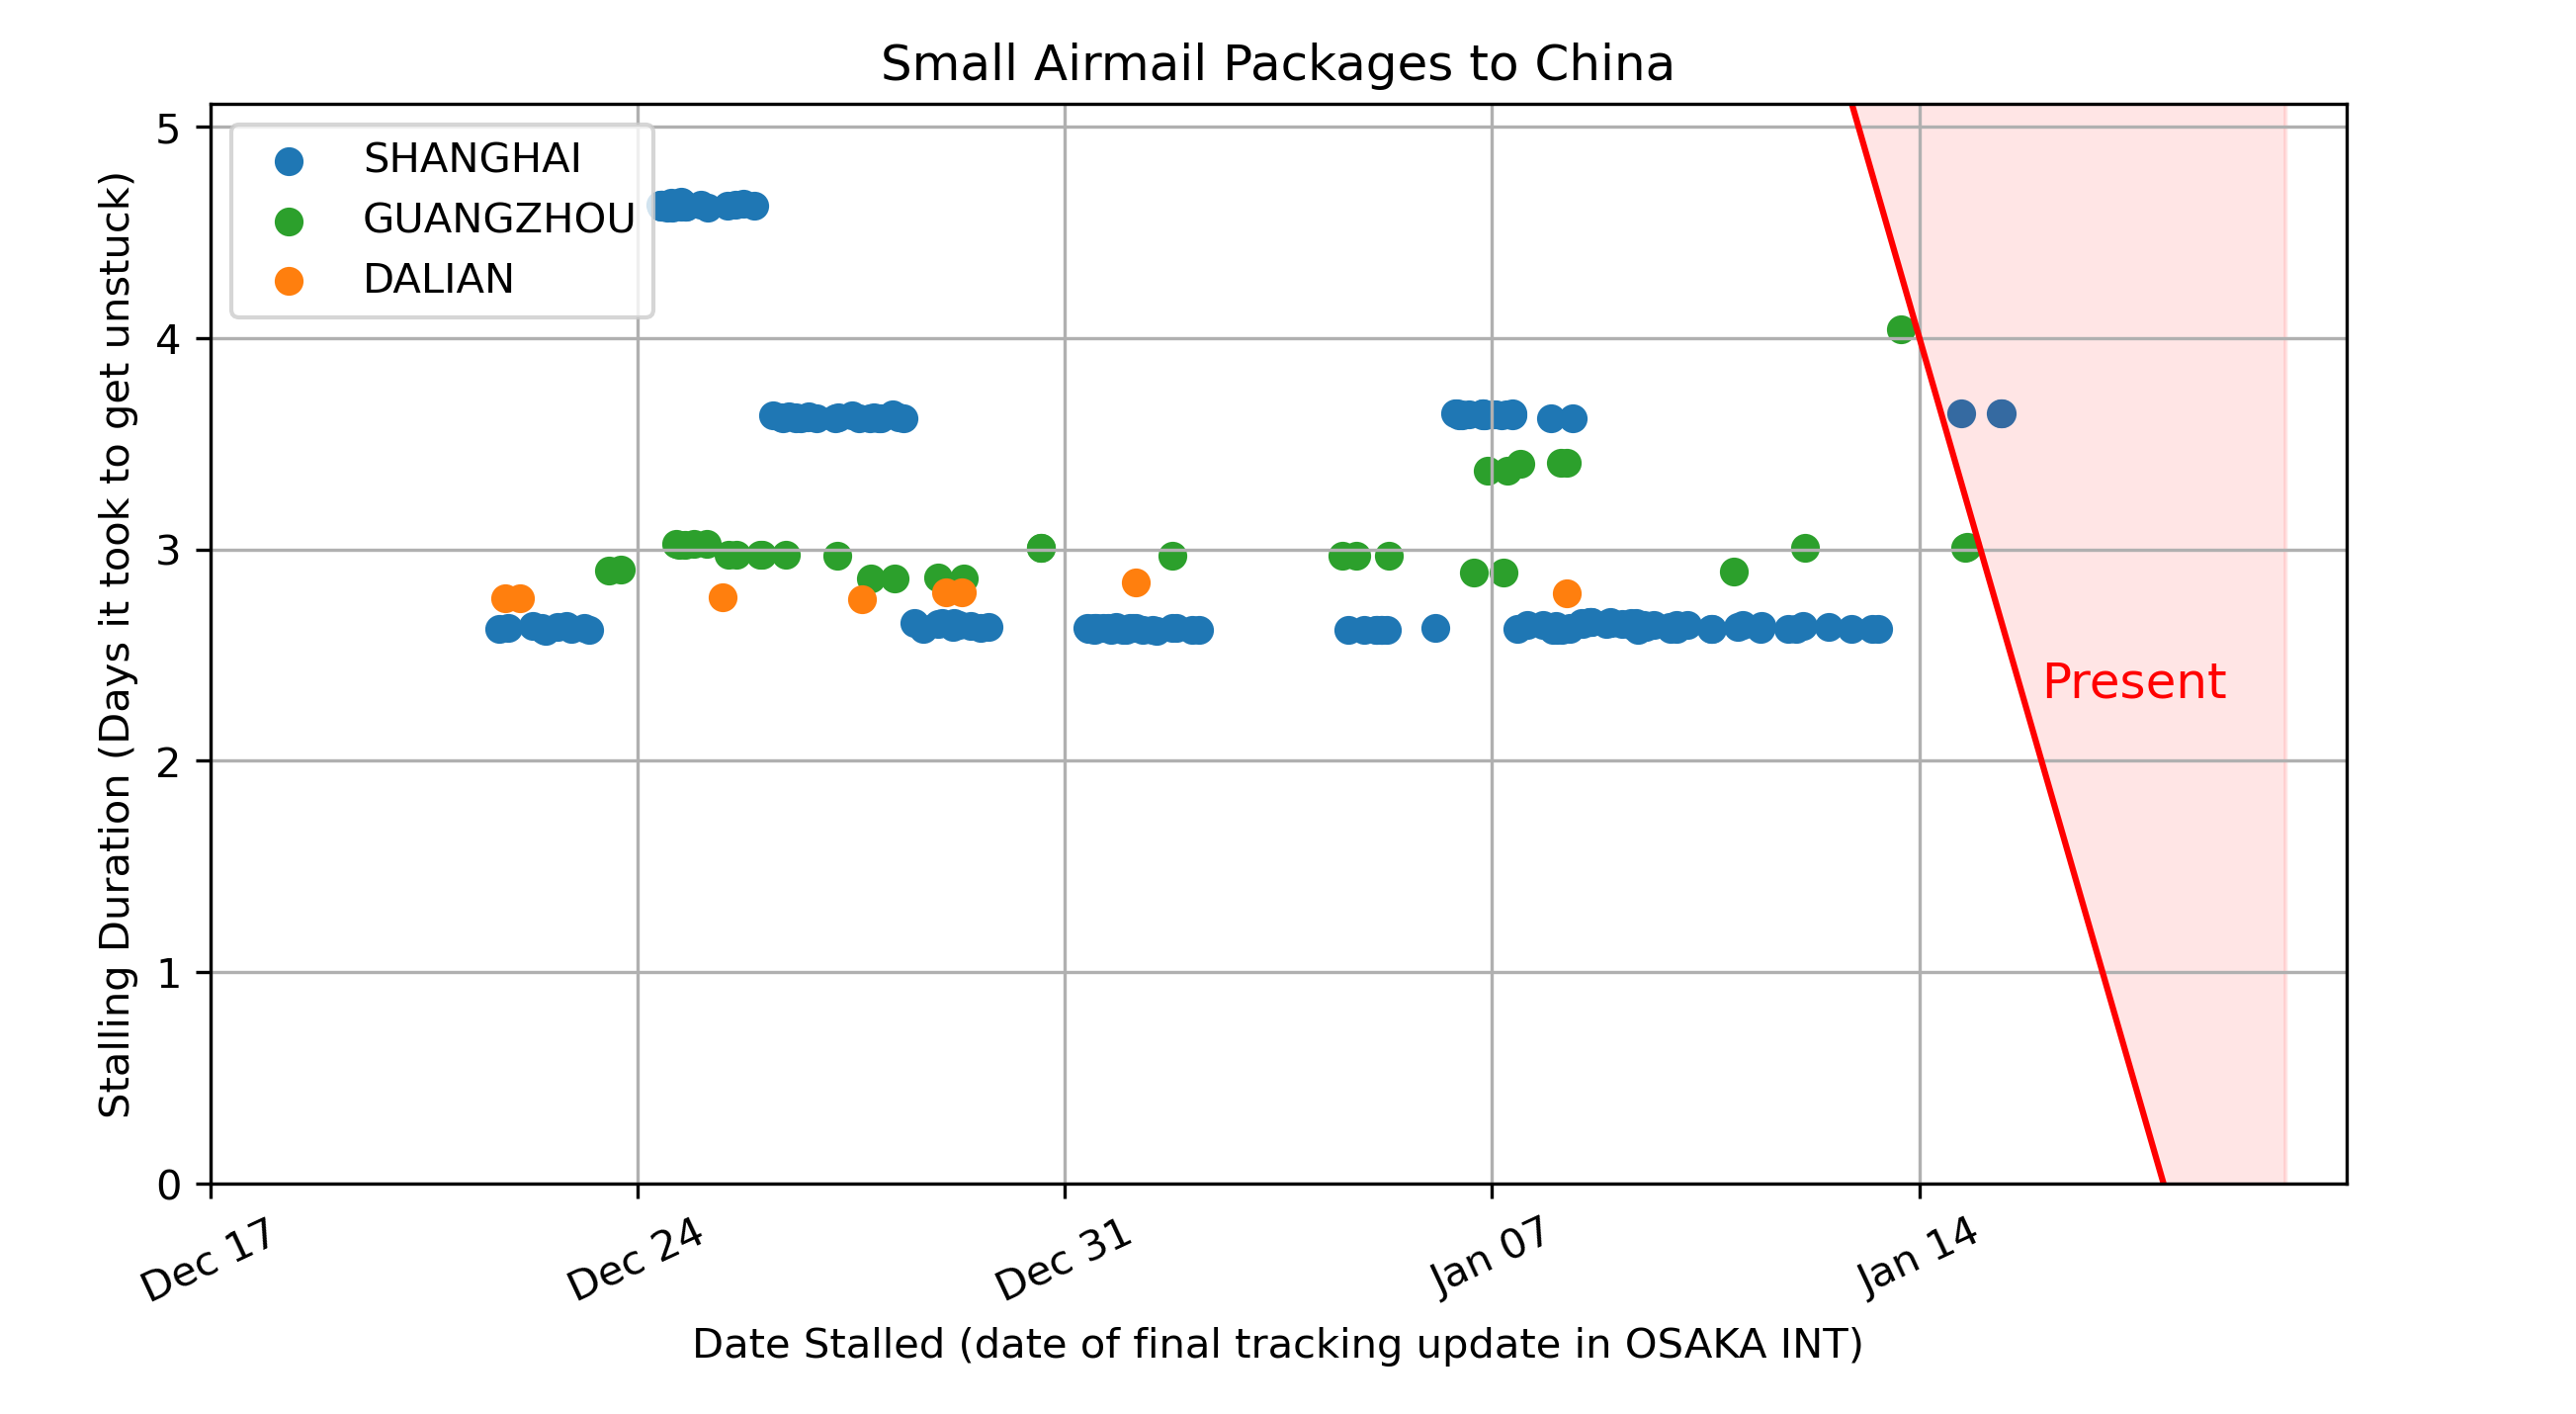 Small Airmail Packages to China
SHANGHAI
GUANGZHOU
DALIAN
Stalling Duration (Days it took to get unstuck)
5
4
3
2
1
0
Present
Dec 17
Dec 24
Dec 31
Jan 07
Jan 14
Date Stalled (date of final tracking update in OSAKA INT)